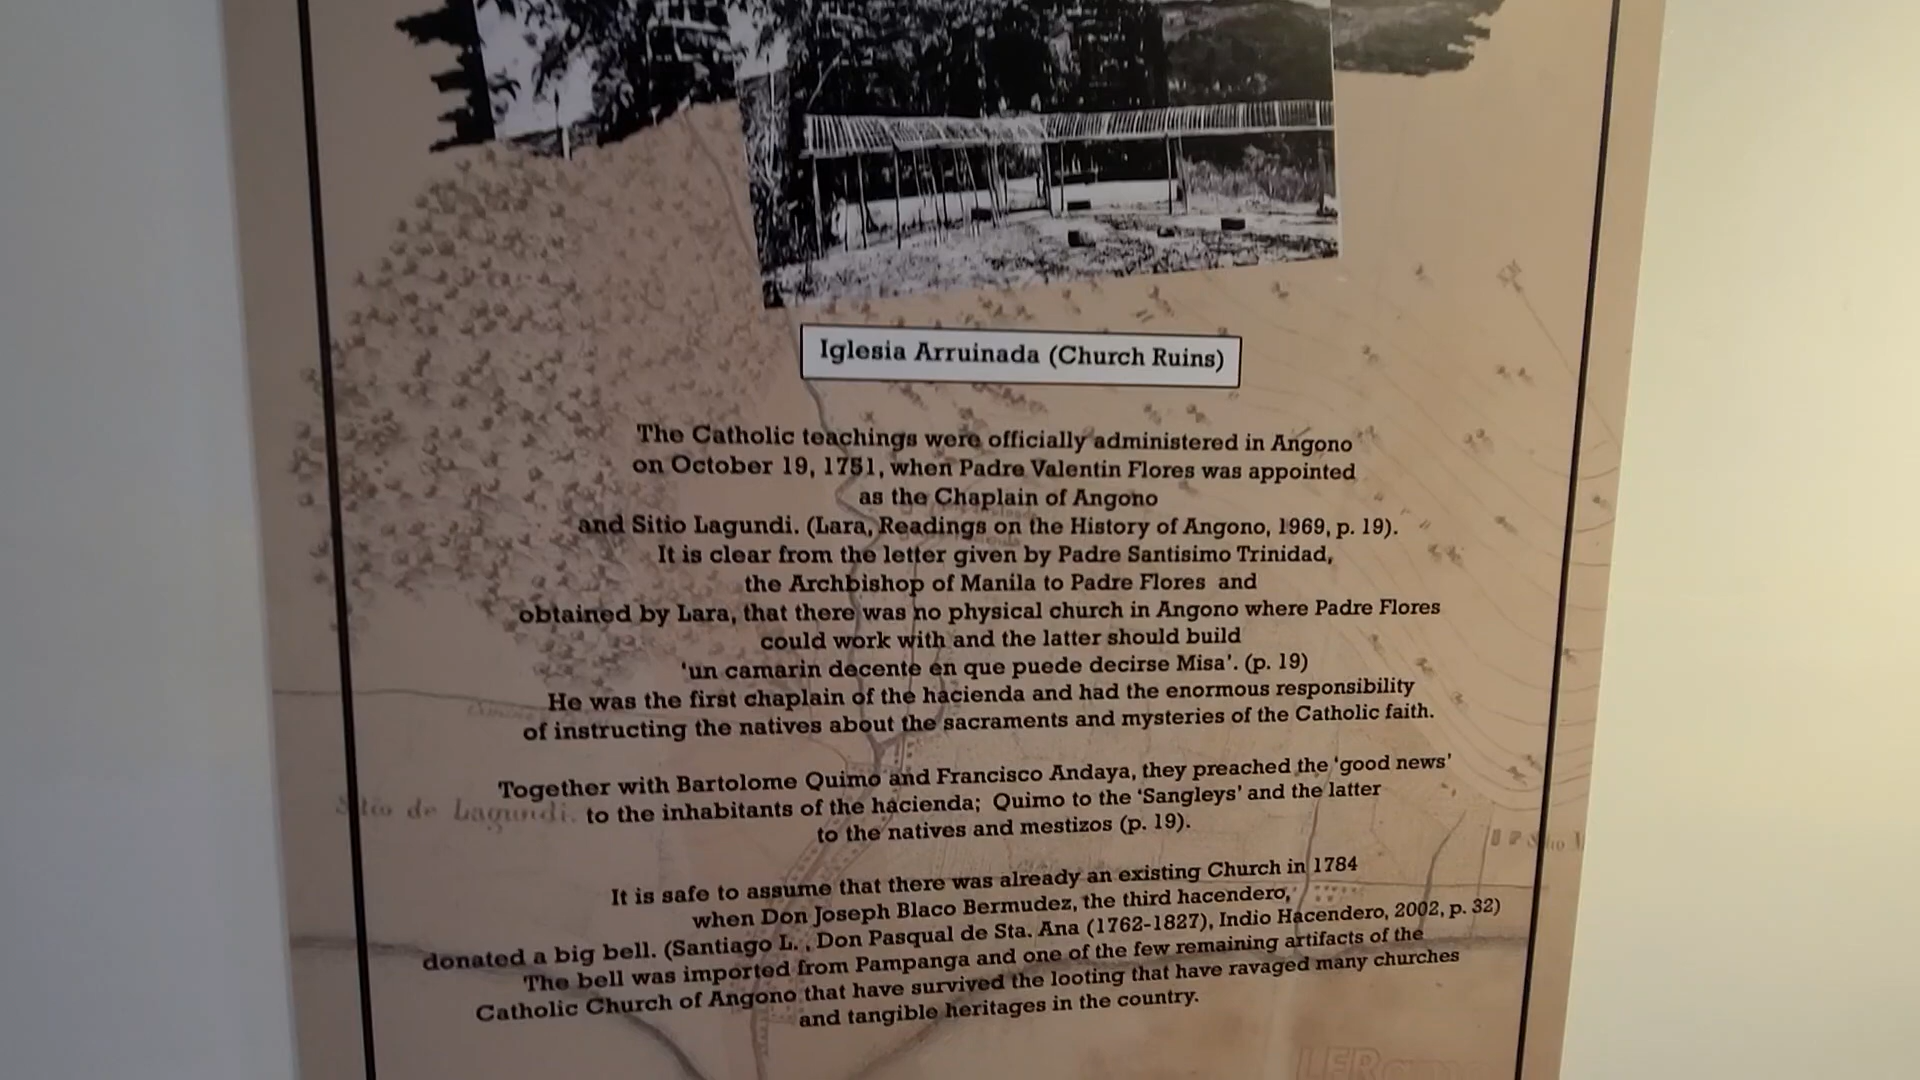 Iglesia Arruinada (Church Ruins)
The Catholic teachings were officially administered in Angono
on October 19, 1751, when Padre Valentin Flores was appointed
as the Chaplain of Angono
and Sitio Lagundi. (Lara, Readings on the History of Angono, 1969, p. 19).
It is clear from the letter given by Padre Santisimo Trinidad,
the Archbishop of Manila to Padre Flores and
obtained by Lara, that there was no physical church in Angono where Padre Flores
could work with and the latter should build
'un camarin decente en que puede decirse Misa'. (p. 19)
He was the first chaplain of the hacienda and had the enormous responsibility
of instructing the natives about the sacraments and mysteries of the Catholic faith.
Together with Bartolome Quimo and Francisco Andaya, they preached the 'good news'
Sitio de Lagundi.
to the inhabitants of the hacienda; Quimo to the 'Sangleys' and the latter
to the natives and mestizos (p. 19).
It is safe to assume that there was already an existing Church in 1784
when Don Joseph Blaco Bermudez, the third hacendero,
donated a big bell. (Santiago L. , Don Pasqual de Sta. Ana (1762-1827), Indio Hacendero, 2002, p. 32)
The bell was imported from Pampanga and one of the few remaining artifacts of the
Catholic Church of Angono that have survived the looting that have ravaged many churches
and tangible heritages in the country.